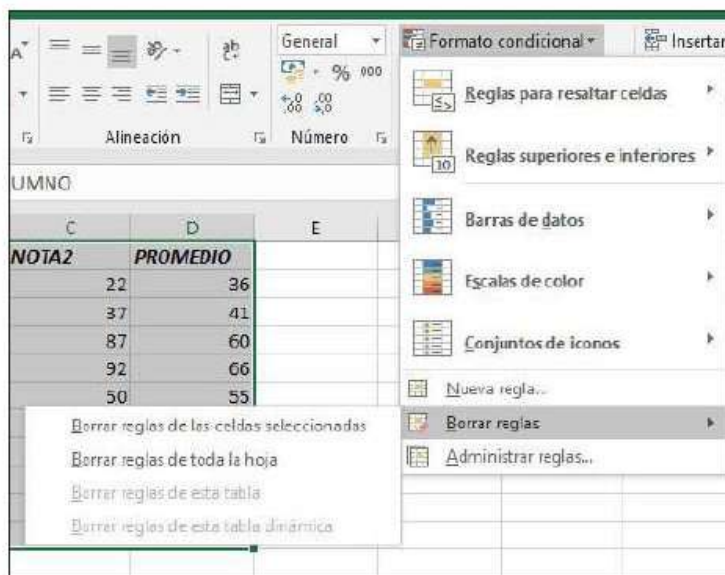 General
Formato condicional
Insertar
% 000
Reglas para resaltar celdas
Alineación
Número
Reglas superiores e inferiores
UMNO
Barras de datos
C D E
NOTA2 PROMEDIO
22 36
Escalas de color
37 41
87 60
Conjuntos de iconos
92 66
50 55
Nueva regla...
Borrar reglas
Administrar reglas...
Borrar reglas de las celdas seleccionadas
Borrar reglas de toda la hoja
Borrar reglas de esta tabla
Borrar reglas de esta tabla dinámica